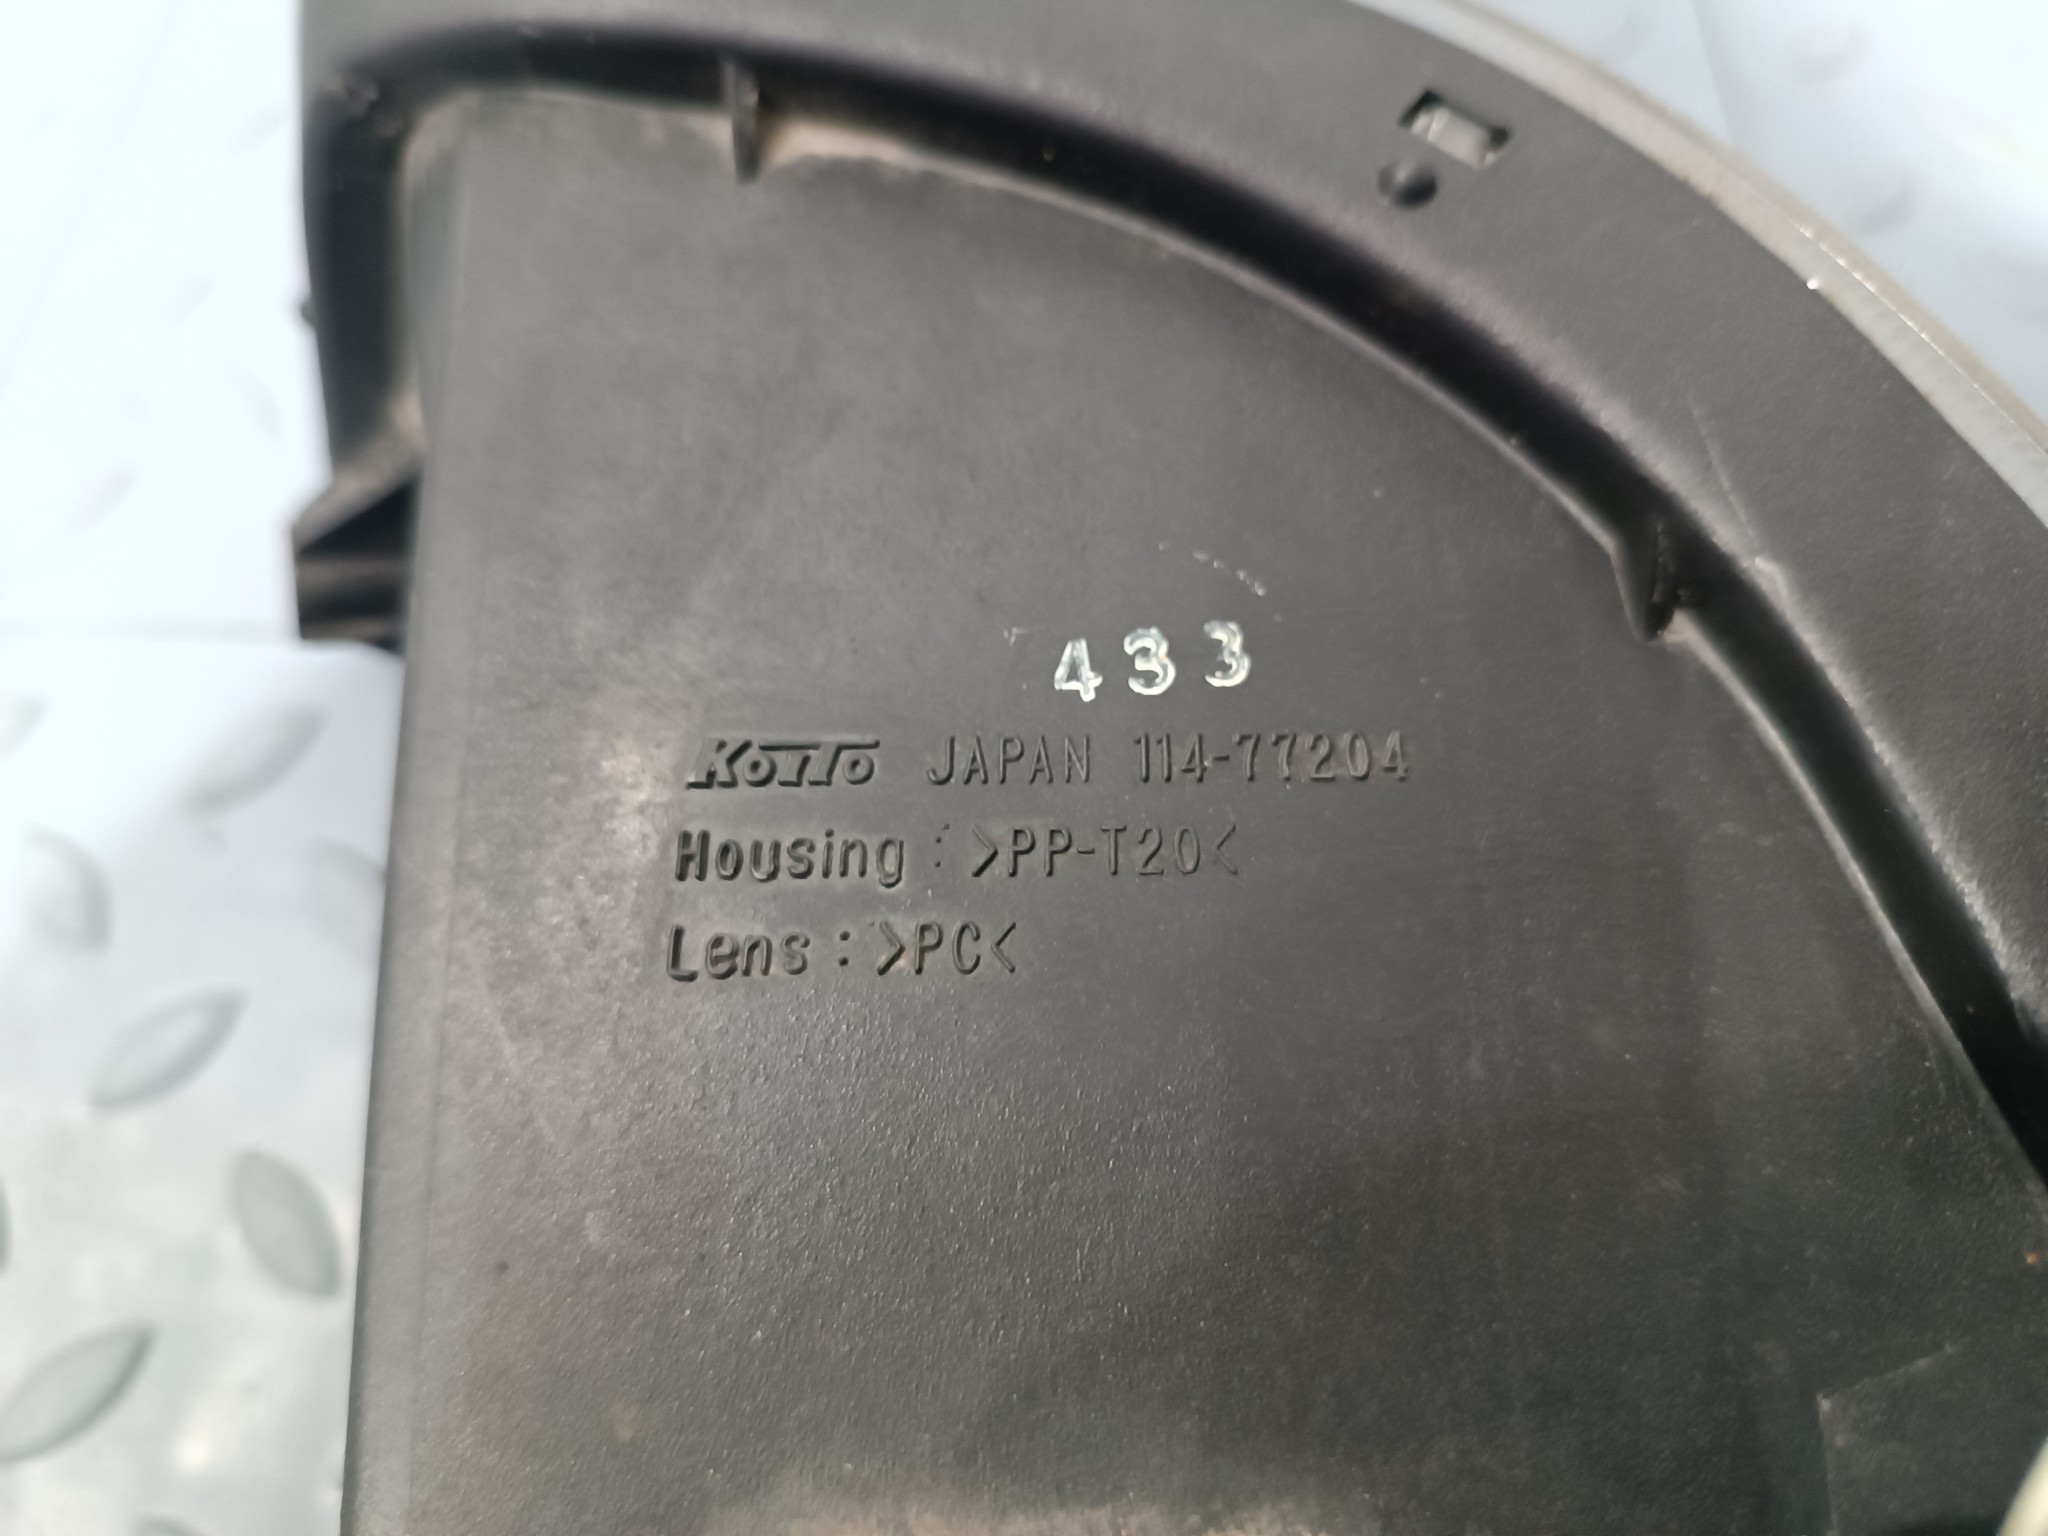 433
KOITO JAPAN 114-77204
Housing : >PP-T20<
Lens : >PC<